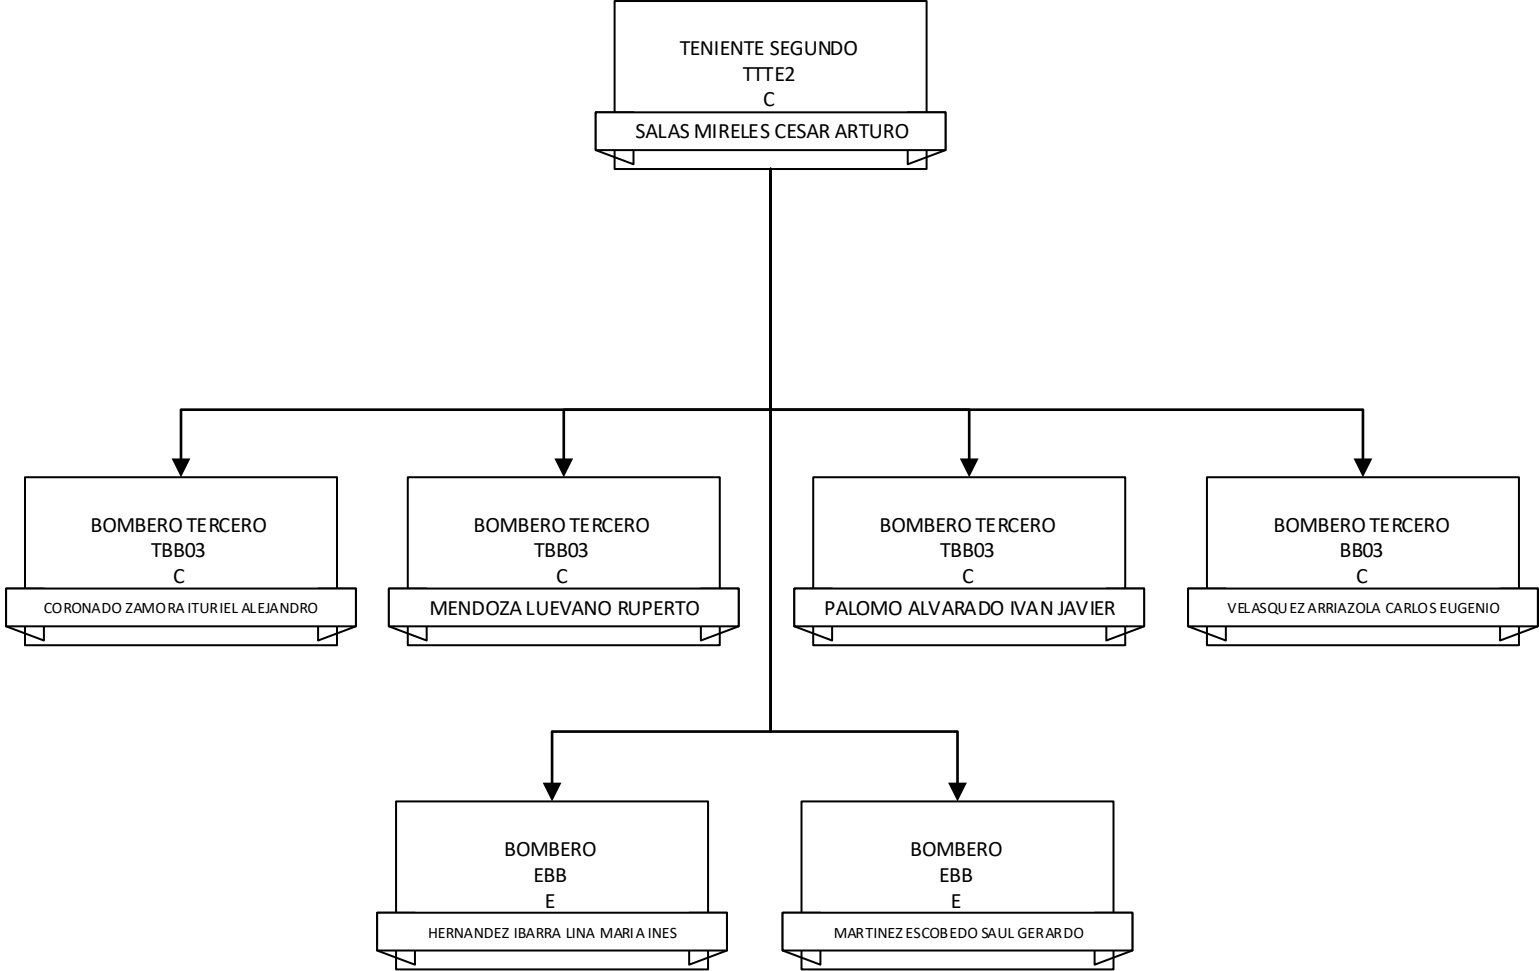 TENIENTE SEGUNDO
TTTE2
C
SALAS MIRELES CESAR ARTURO
BOMBERO TERCERO
TBB03
C
CORONADO ZAMORA ITURIEL ALEJANDRO
BOMBERO TERCERO
TBB03
C
MENDOZA LUEVANO RUPERTO
BOMBERO TERCERO
TBB03
C
PALOMO ALVARADO IVAN JAVIER
BOMBERO TERCERO
BB03
C
VELASQUEZ ARRIAZOLA CARLOS EUGENIO
BOMBERO
EBB
E
HERNANDEZ IBARRA LINA MARIA INES
BOMBERO
EBB
E
MARTINEZ ESCOBEDO SAUL GERARDO